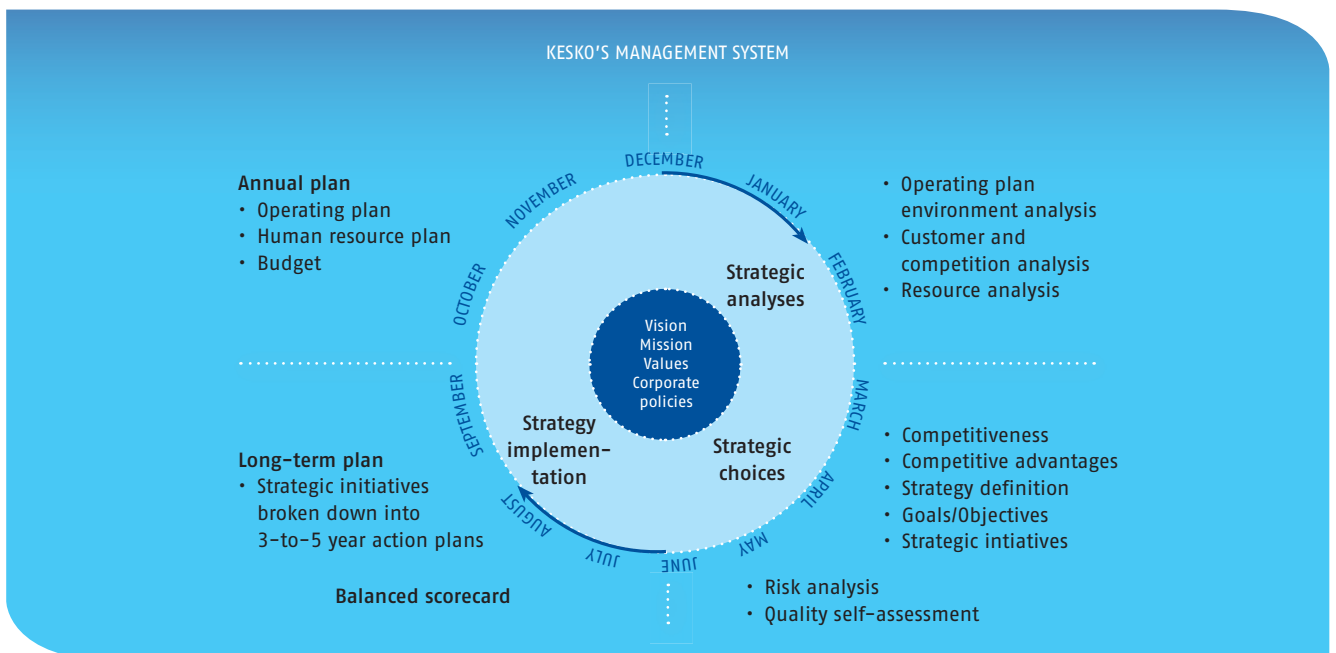 KESKO'S MANAGEMENT SYSTEM
DECEMBER
JANUARY
FEBRUARY
MARCH
APRIL
MAY
JUNE
JULY
AUGUST
SEPTEMBER
OCTOBER
NOVEMBER
Annual plan
• Operating plan
• Human resource plan
• Budget
• Operating plan
environment analysis
• Customer and
competition analysis
• Resource analysis
Strategic
analyses
Vision
Mission
Values
Corporate
policies
Strategy
implemen-
tation
Strategic
choices
• Competitiveness
• Competitive advantages
• Strategy definition
• Goals/Objectives
• Strategic intiatives
Long-term plan
• Strategic initiatives
broken down into
3-to-5 year action plans
Balanced scorecard
• Risk analysis
• Quality self-assessment